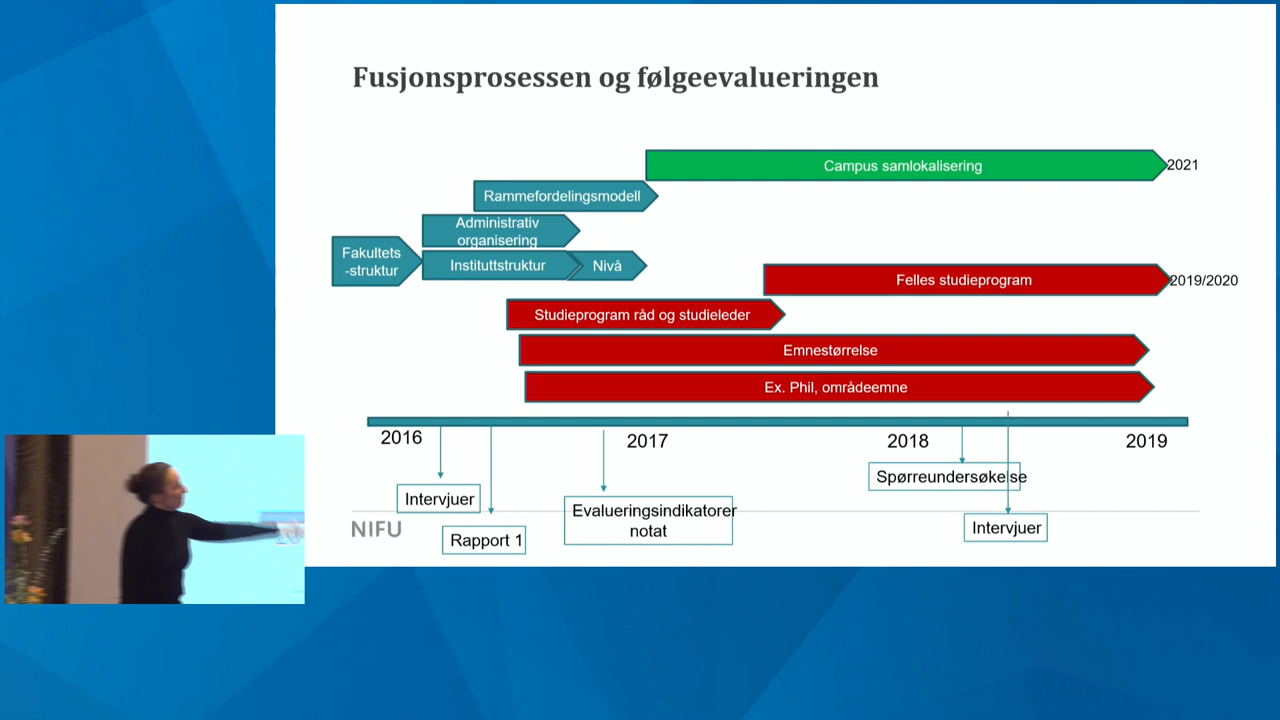 Fusjonsprosessen og følgeevalueringen
Campus samlokalisering
2021
Rammefordelingsmodell
Administrativ
organisering
Fakultets
-struktur
Instituttstruktur
Nivå
Felles studieprogram
2019/2020
Studieprogram råd og studieleder
Emnestørrelse
Ex. Phil, områdeemne
2016
2017
2018
2019
Intervjuer
Rapport 1
Evalueringsindikatorer
notat
Spørreundersøkelse
Intervjuer
NIFU